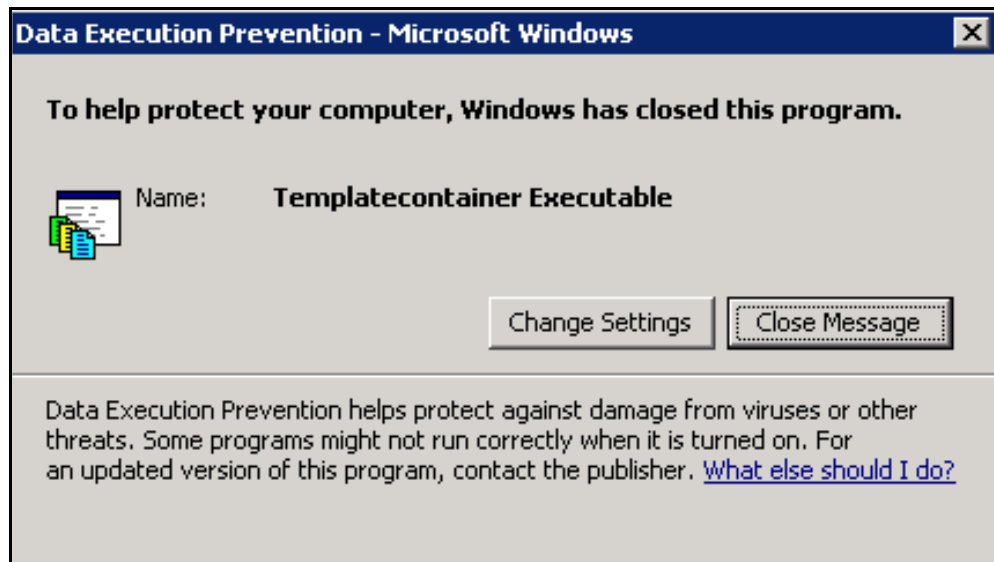 Data Execution Prevention - Microsoft Windows
To help protect your computer, Windows has closed this program.
Name: Templatecontainer Executable
Change Settings Close Message
Data Execution Prevention helps protect against damage from viruses or other
threats. Some programs might not run correctly when it is turned on. For
an updated version of this program, contact the publisher. What else should I do?